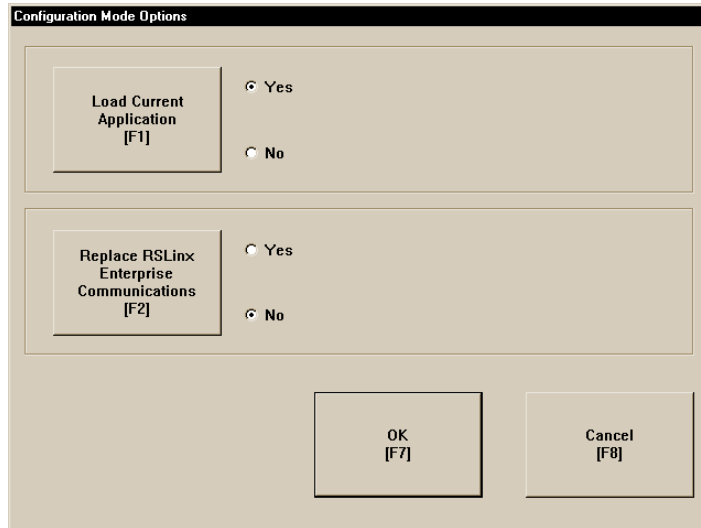 Configuration Mode Options
Load Current
Application
[F1]
Yes
No
Replace RSLinx
Enterprise
Communications
[F2]
Yes
No
OK
[F7]
Cancel
[F8]